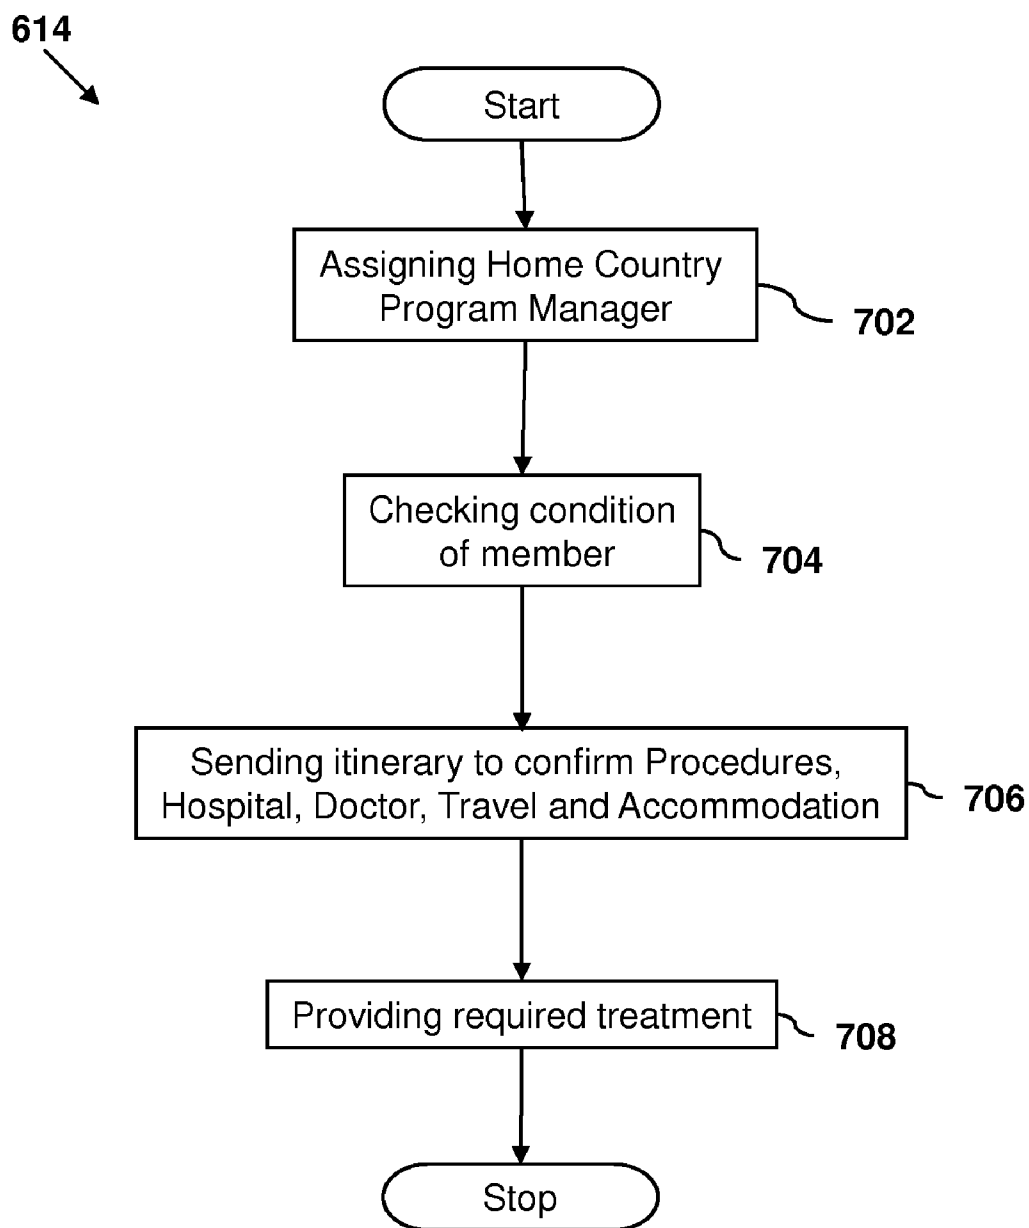 614
Start
Assigning Home Country
Program Manager
702
Checking condition
of member
704
Sending itinerary to confirm Procedures,
Hospital, Doctor, Travel and Accommodation
706
Providing required treatment
708
Stop